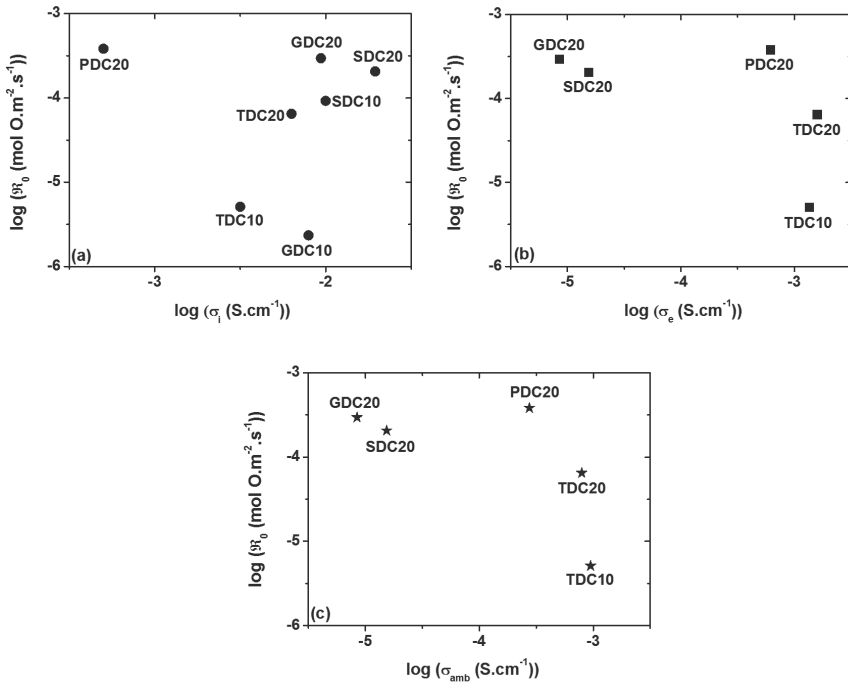 -3
-4
-5
-6
log (ℜ₀ (mol O.m⁻².s⁻¹))
PDC20
GDC20
SDC20
SDC10
TDC20
TDC10
GDC10
(a)
-3
-2
log (σᵢ (S.cm⁻¹))
-3
-4
-5
-6
log (ℜ₀ (mol O.m⁻².s⁻¹))
GDC20
SDC20
PDC20
TDC20
TDC10
(b)
-5
-4
-3
log (σₑ (S.cm⁻¹))
-3
-4
-5
-6
log (ℜ₀ (mol O.m⁻².s⁻¹))
GDC20
PDC20
SDC20
TDC20
TDC10
(c)
-5
-4
-3
log (σamb (S.cm⁻¹))